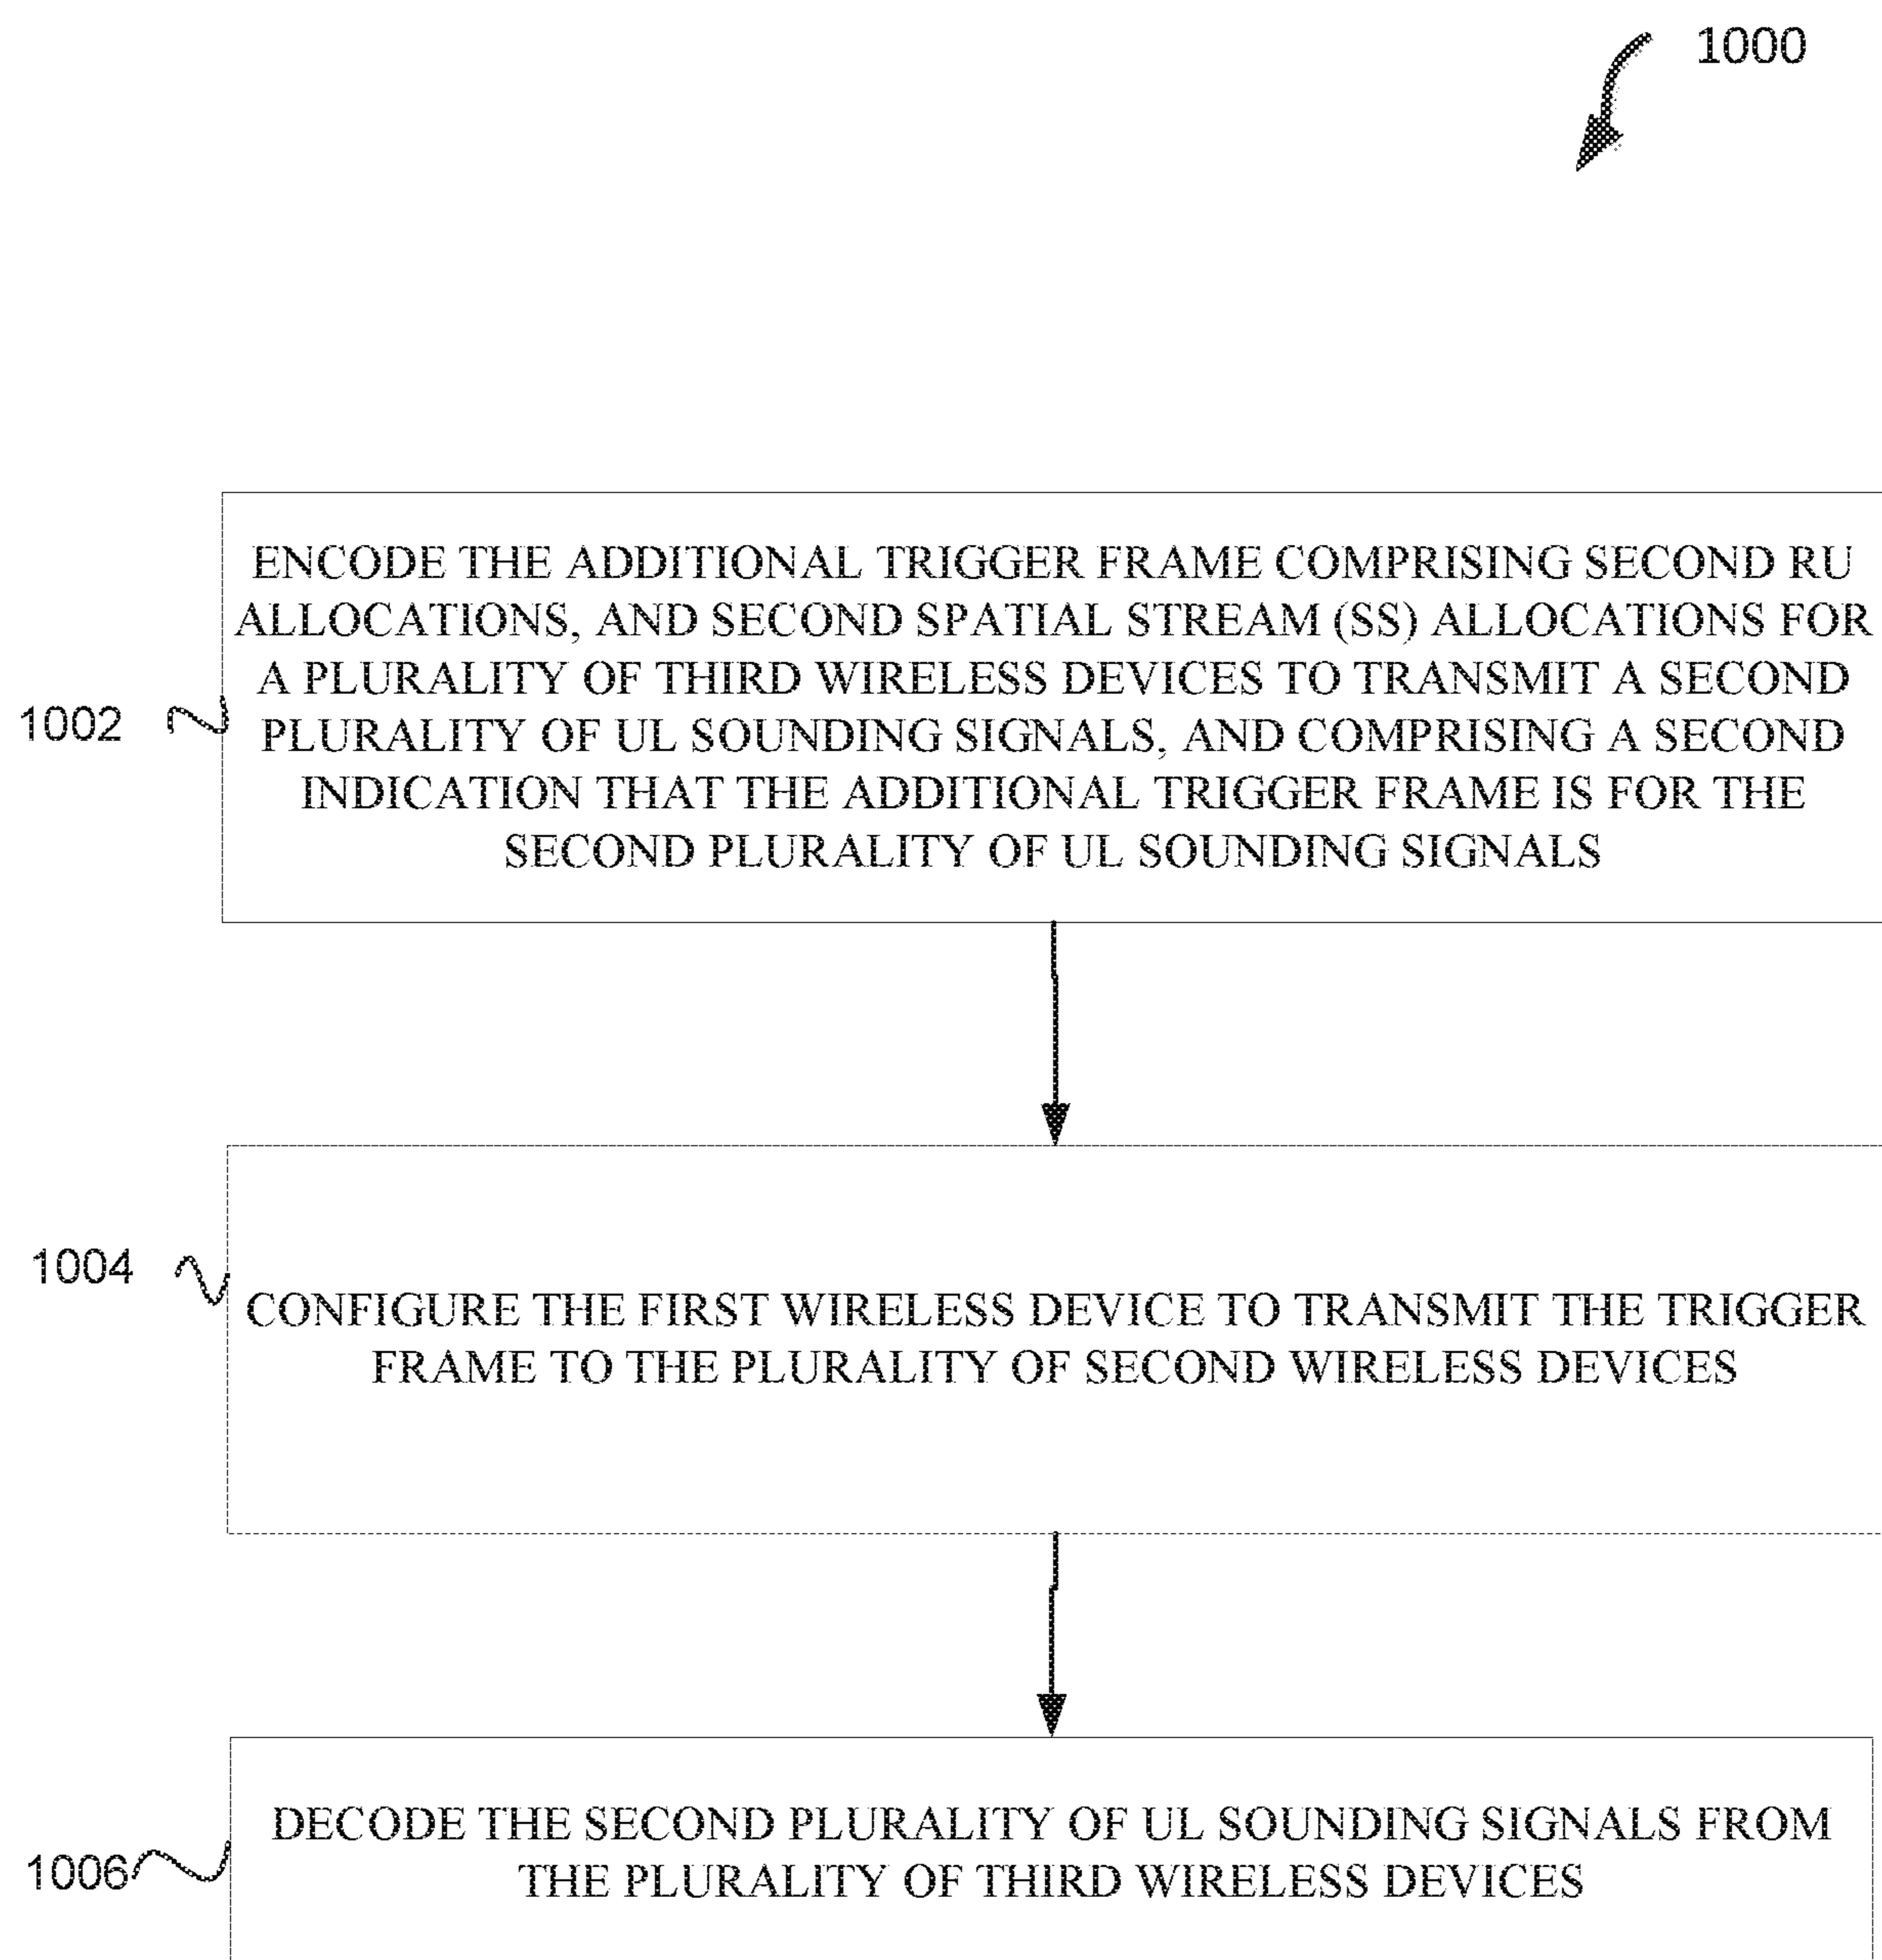 1000
ENCODE THE ADDITIONAL TRIGGER FRAME COMPRISING SECOND RU
ALLOCATIONS, AND SECOND SPATIAL STREAM (SS) ALLOCATIONS FOR
A PLURALITY OF THIRD WIRELESS DEVICES TO TRANSMIT A SECOND
PLURALITY OF UL SOUNDING SIGNALS, AND COMPRISING A SECOND
INDICATION THAT THE ADDITIONAL TRIGGER FRAME IS FOR THE
SECOND PLURALITY OF UL SOUNDING SIGNALS
1002
1004
CONFIGURE THE FIRST WIRELESS DEVICE TO TRANSMIT THE TRIGGER
FRAME TO THE PLURALITY OF SECOND WIRELESS DEVICES
1006
DECODE THE SECOND PLURALITY OF UL SOUNDING SIGNALS FROM
THE PLURALITY OF THIRD WIRELESS DEVICES